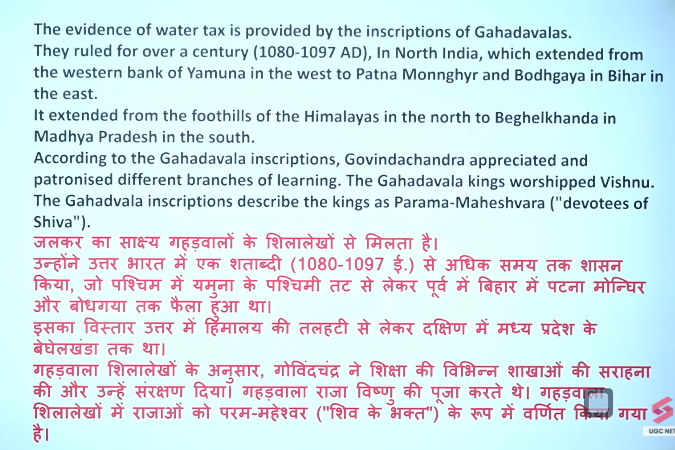 The evidence of water tax is provided by the inscriptions of Gahadavalas.
They ruled for over a century (1080-1097 AD), In North India, which extended from
the western bank of Yamuna in the west to Patna Monnghyr and Bodhgaya in Bihar in
the east.
It extended from the foothills of the Himalayas in the north to Beghelkhanda in
Madhya Pradesh in the south.
According to the Gahadavala inscriptions, Govindachandra appreciated and
patronised different branches of learning. The Gahadavala kings worshipped Vishnu.
The Gahadvala inscriptions describe the kings as Parama-Maheshvara ("devotees of
Shiva").
जलकर का साक्ष्य गहड़वालों के शिलालेखों से मिलता है।
उन्होंने उत्तर भारत में एक शताब्दी (1080-1097 ई.) से अधिक समय तक शासन
किया, जो पश्चिम में यमुना के पश्चिमी तट से लेकर पूर्व में बिहार में पटना मोन्घिर
और बोधगया तक फैला हुआ था।
इसका विस्तार उत्तर में हिमालय की तलहटी से लेकर दक्षिण में मध्य प्रदेश के
बेघेलखंडा तक था।
गहड़वाला शिलालेखों के अनुसार, गोविंदचंद्र ने शिक्षा की विभिन्न शाखाओं की सराहना
की और उन्हें संरक्षण दिया। गहड़वाला राजा विष्णु की पूजा करते थे। गहड़वाला
शिलालेखों में राजाओं को परम-महेश्वर ("शिव के भक्त") के रूप में वर्णित किया गया
है।
UGC NET